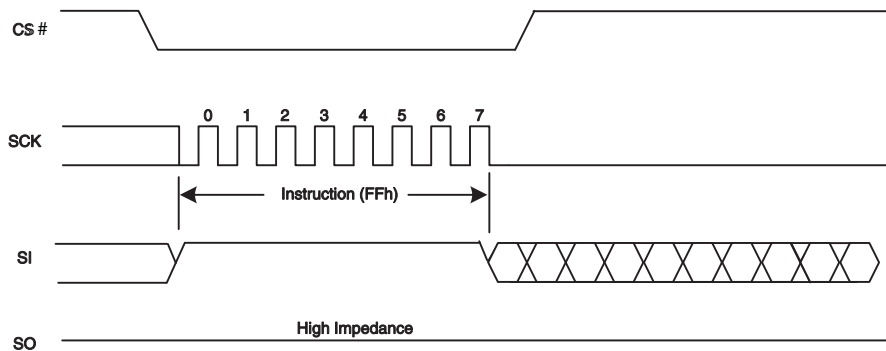 CS #
0 1 2 3 4 5 6 7
SCK
Instruction (FFh)
SI
High Impedance
SO